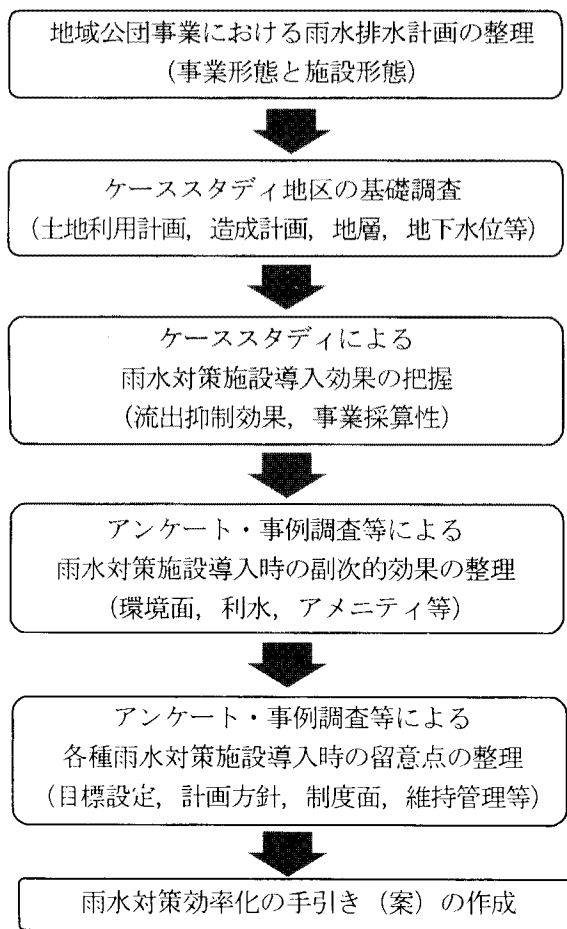 地域公団事業における雨水排水計画の整理
（事業形態と施設形態）
ケーススタディ地区の基礎調査
（土地利用計画，造成計画，地層，地下水位等）
ケーススタディによる
雨水対策施設導入効果の把握
（流出抑制効果，事業採算性）
アンケート・事例調査等による
雨水対策施設導入時の副次的効果の整理
（環境面，利水，アメニティ等）
アンケート・事例調査等による
各種雨水対策施設導入時の留意点の整理
（目標設定，計画方針，制度面，維持管理等）
雨水対策効率化の手引き（案）の作成